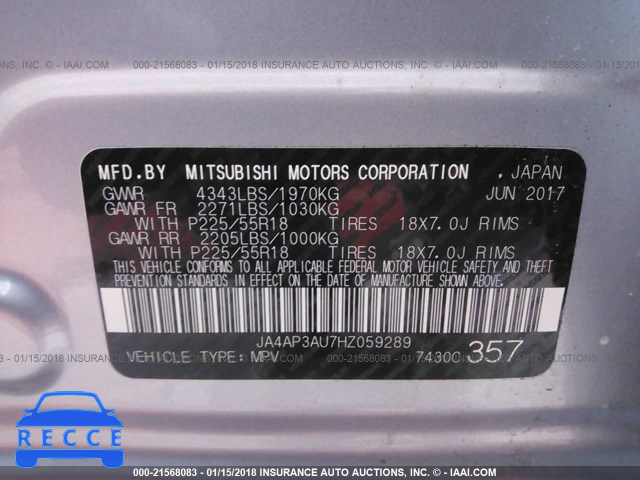 000-21568083 - 01/15/2018 INSURANCE AUTO AUCTIONS - © - IAAI.COM
MFD.BY MITSUBISHI MOTORS CORPORATION , JAPAN
GVWR 4343LBS/1970KG JUN 2017
GAWR FR 2271LBS/1030KG
WITH P225/55R18 TIRES 18X7.0J RIMS
GAWR RR 2205LBS/1000KG
WITH P225/55R18 TIRES 18X7.0J RIMS
THIS VEHICLE CONFORMS TO ALL APPLICABLE FEDERAL MOTOR VEHICLE SAFETY AND THEFT
PREVENTION STANDARDS IN EFFECT ON THE DATE OF MANUFACTURE SHOWN ABOVE.
000-21568083 - 01/15/2018 INSURANCE AUTO AUCTIONS - © - IAAI.COM
JA4AP3AU7HZ059289
VEHICLE TYPE: MPV 74300 357
RECCE
000-21568083 - 01/15/2018 INSURANCE AUTO AUCTIONS - © - IAAI.COM